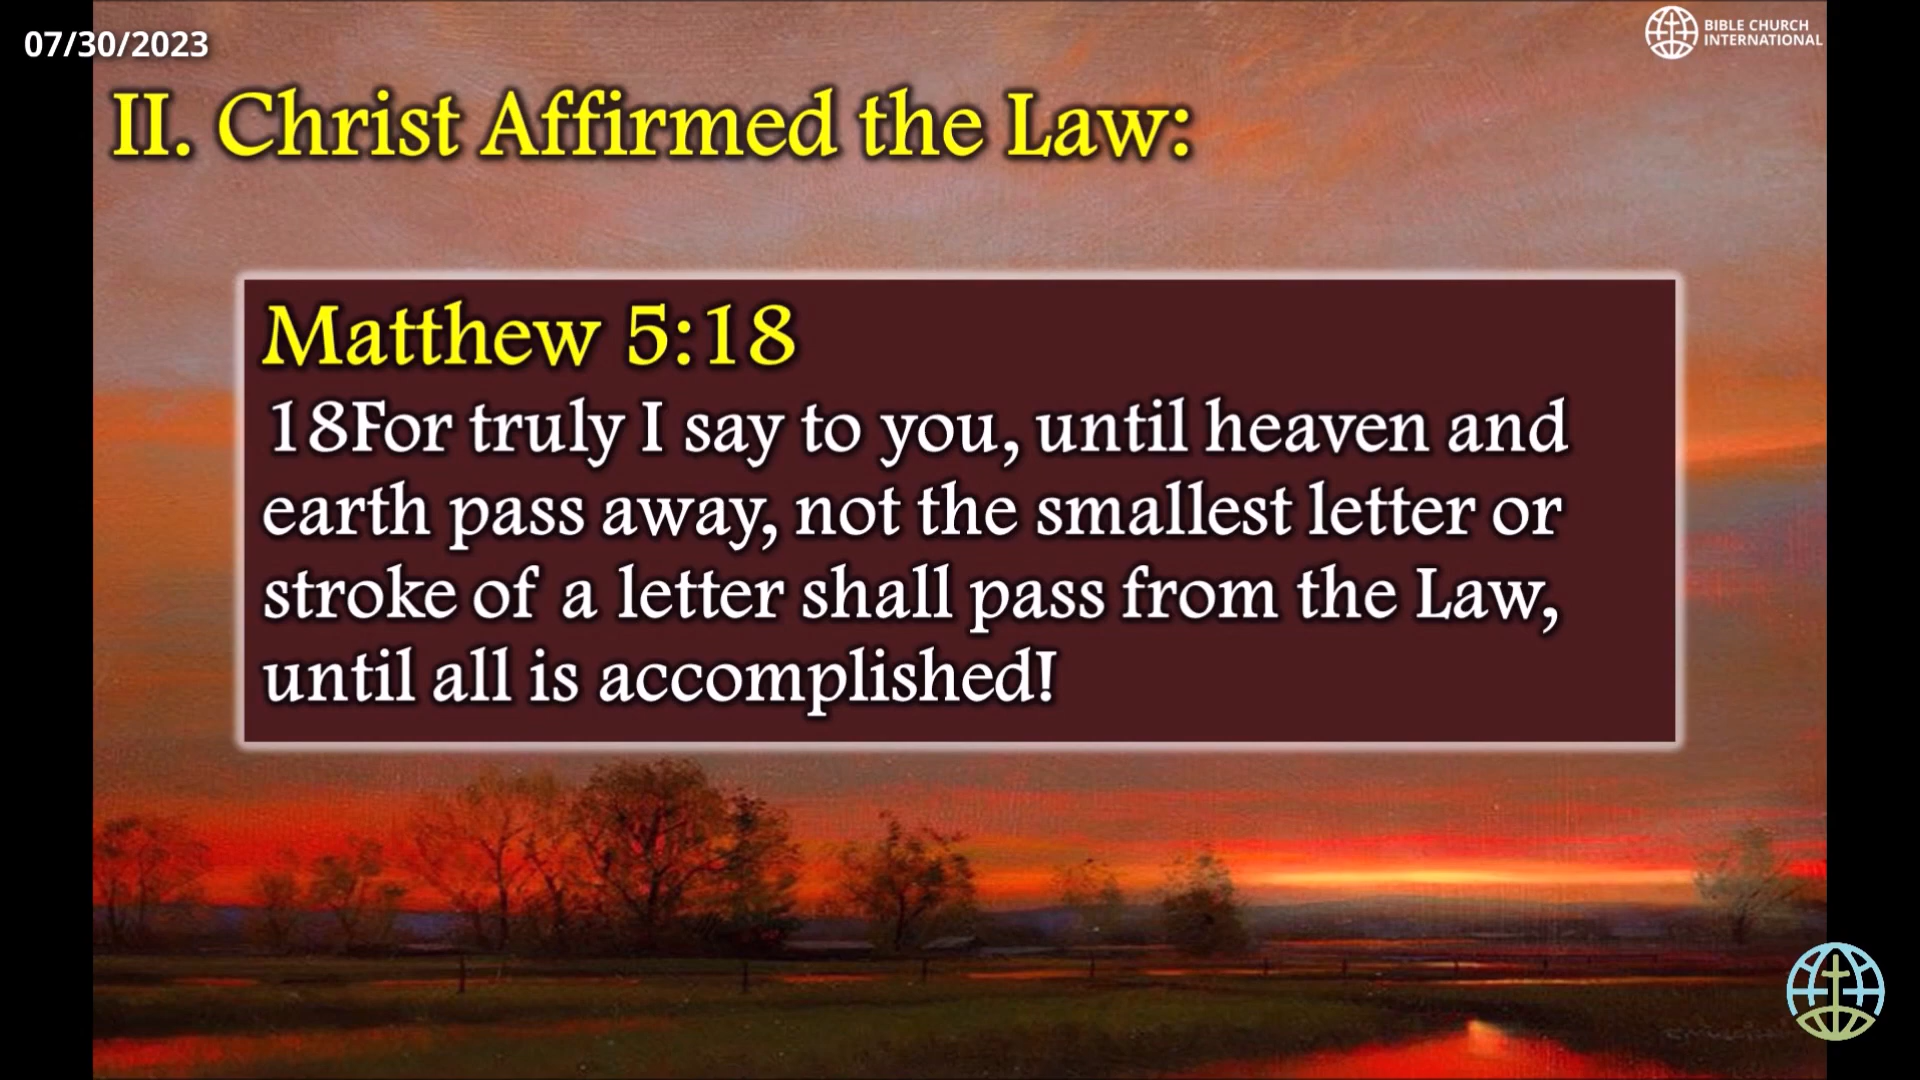 07/30/2023
BIBLE CHURCH
INTERNATIONAL
II. Christ Affirmed the Law:
Matthew 5:18
18For truly I say to you, until heaven and
earth pass away, not the smallest letter or
stroke of a letter shall pass from the Law,
until all is accomplished!